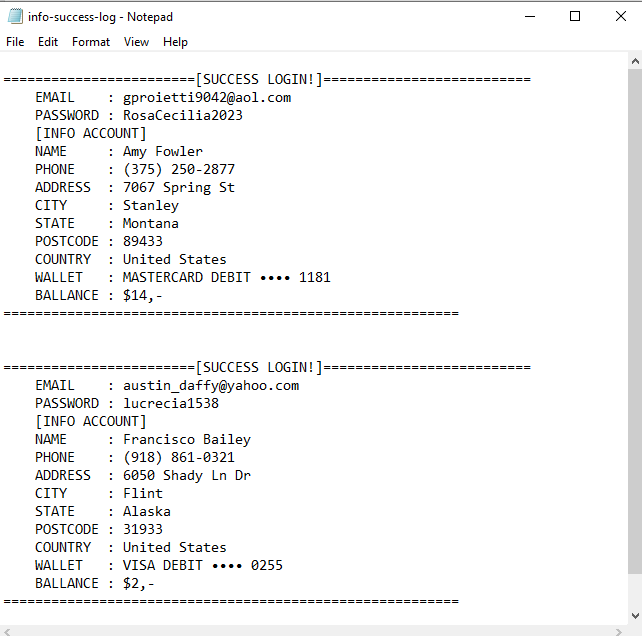 info-success-log - Notepad
File Edit Format View Help
========================[SUCCESS LOGIN!]==========================
EMAIL : gproietti9042@aol.com
PASSWORD : RosaCecilia2023
[INFO ACCOUNT]
NAME : Amy Fowler
PHONE : (375) 250-2877
ADDRESS : 7067 Spring St
CITY : Stanley
STATE : Montana
POSTCODE : 89433
COUNTRY : United States
WALLET : MASTERCARD DEBIT •••• 1181
BALLANCE : $14,-
=========================================================
========================[SUCCESS LOGIN!]==========================
EMAIL : austin_daffy@yahoo.com
PASSWORD : lucrecia1538
[INFO ACCOUNT]
NAME : Francisco Bailey
PHONE : (918) 861-0321
ADDRESS : 6050 Shady Ln Dr
CITY : Flint
STATE : Alaska
POSTCODE : 31933
COUNTRY : United States
WALLET : VISA DEBIT •••• 0255
BALLANCE : $2,-
=========================================================